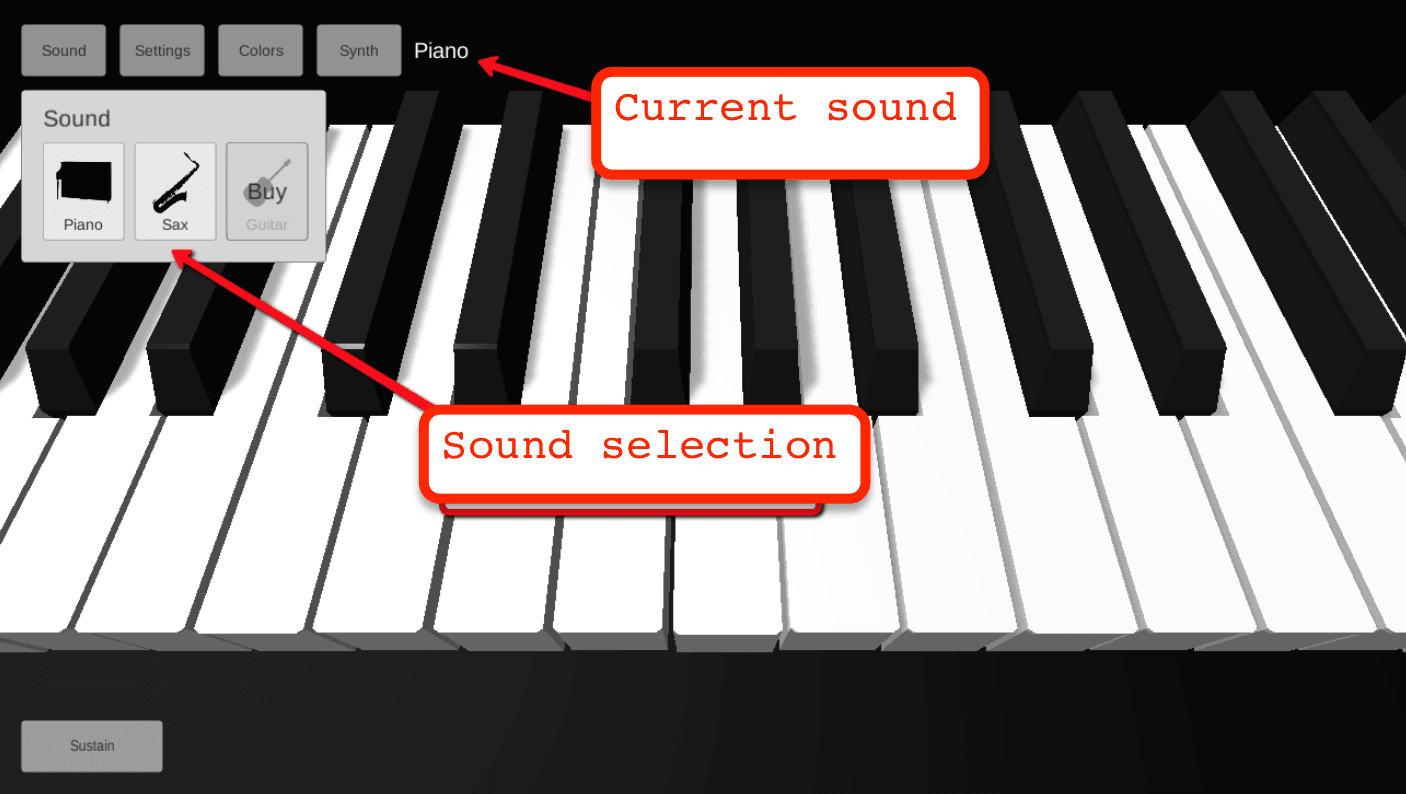 Sound Settings Colors Synth Piano
Current sound
Sound
Buy
Piano Sax Guitar
Sound selection
Sustain